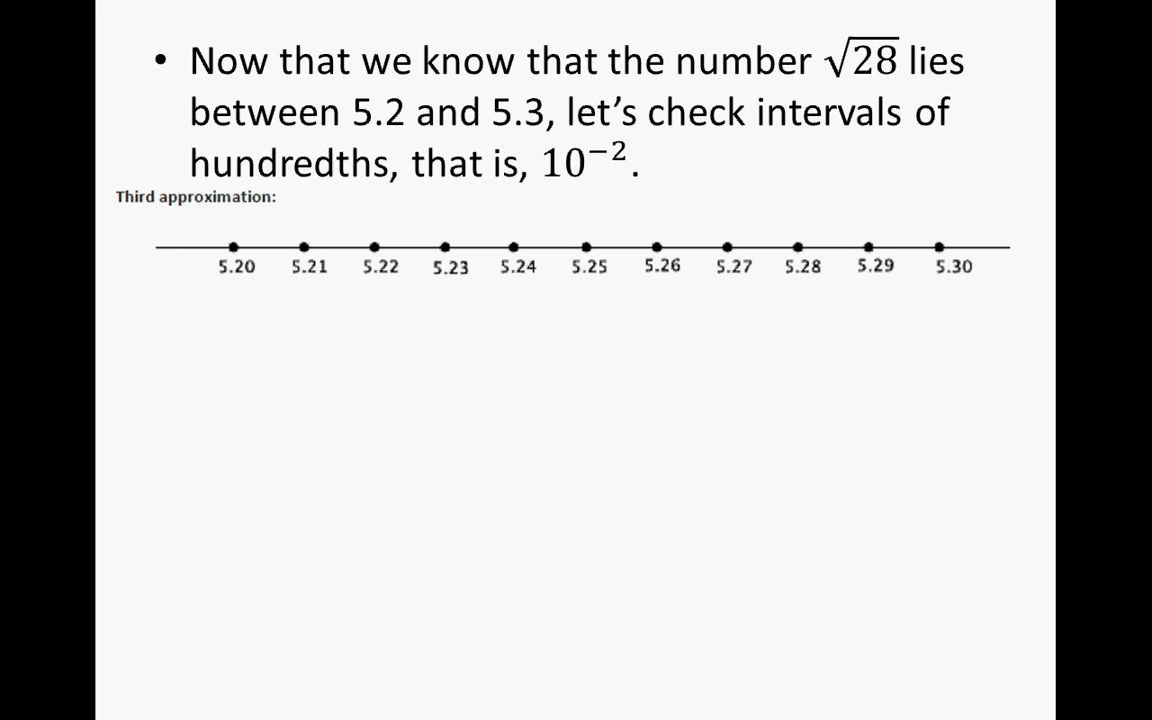 • Now that we know that the number √28 lies
between 5.2 and 5.3, let’s check intervals of
hundredths, that is, 10⁻².
Third approximation:
5.20 5.21 5.22 5.23 5.24 5.25 5.26 5.27 5.28 5.29 5.30